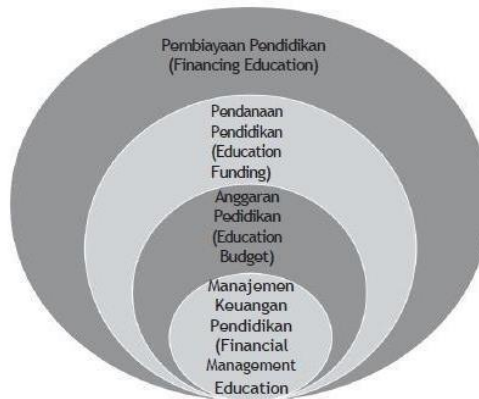 Pembiayaan Pendidikan
(Financing Education)
Pendanaan
Pendidikan
(Education
Funding)
Anggaran
Pedidikan
(Education
Budget)
Manajemen
Keuangan
Pendidikan
(Financial
Management
Education